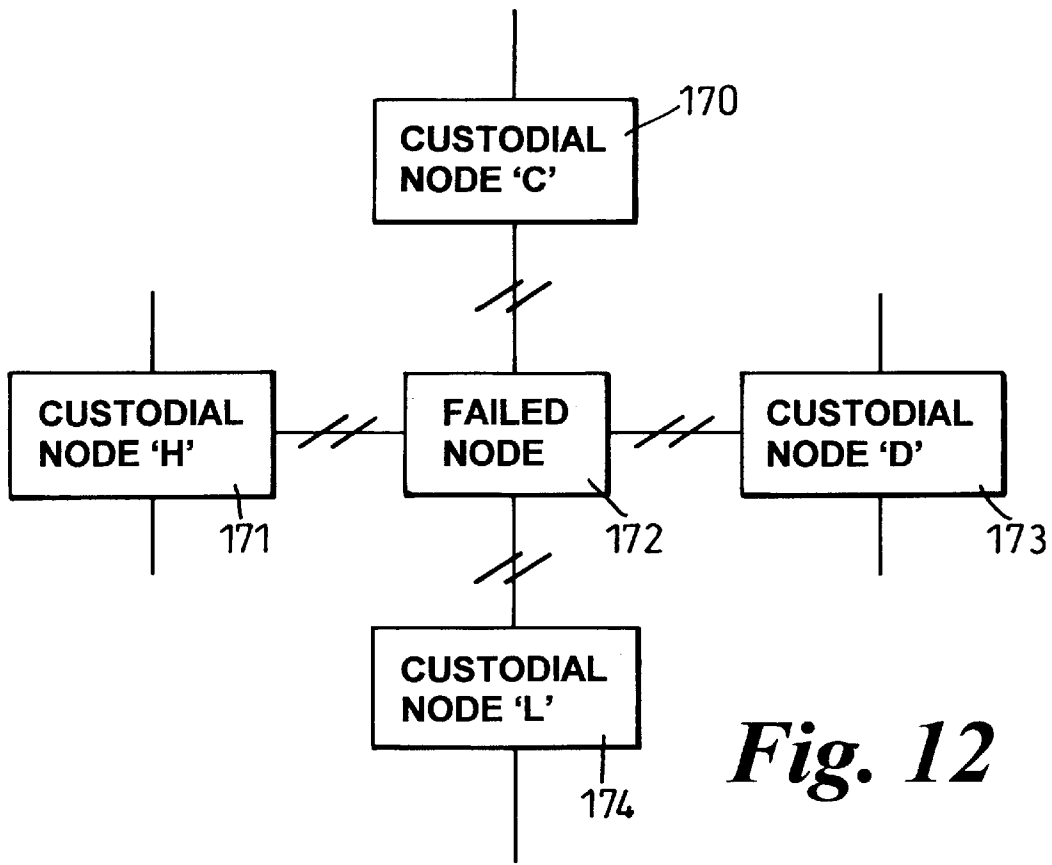 170
CUSTODIAL
NODE ‘C’
CUSTODIAL
NODE ‘H’
171
FAILED
NODE
172
CUSTODIAL
NODE ‘D’
173
CUSTODIAL
NODE ‘L’
174
Fig. 12